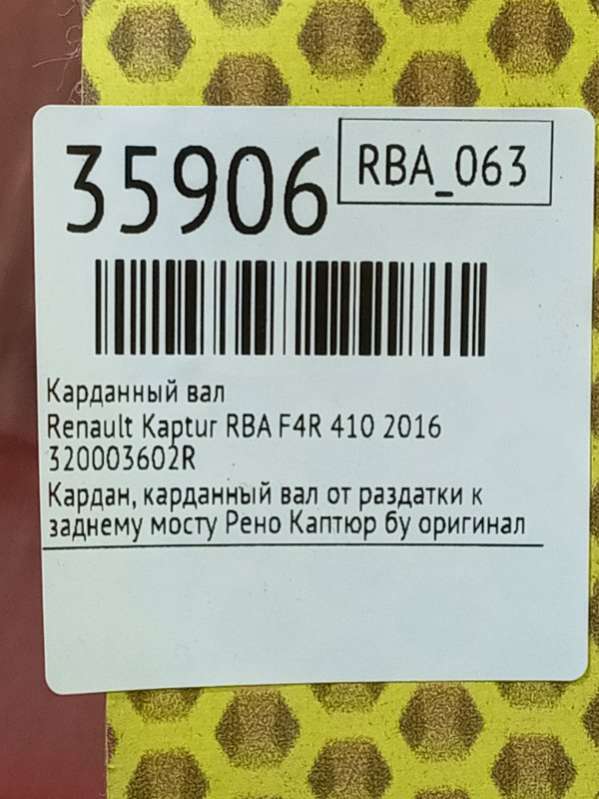 35906
RBA_063
Карданный вал
Renault Kaptur RBA F4R 410 2016
320003602R
Кардан, карданный вал от раздатки к
заднему мосту Рено Каптюр бу оригинал